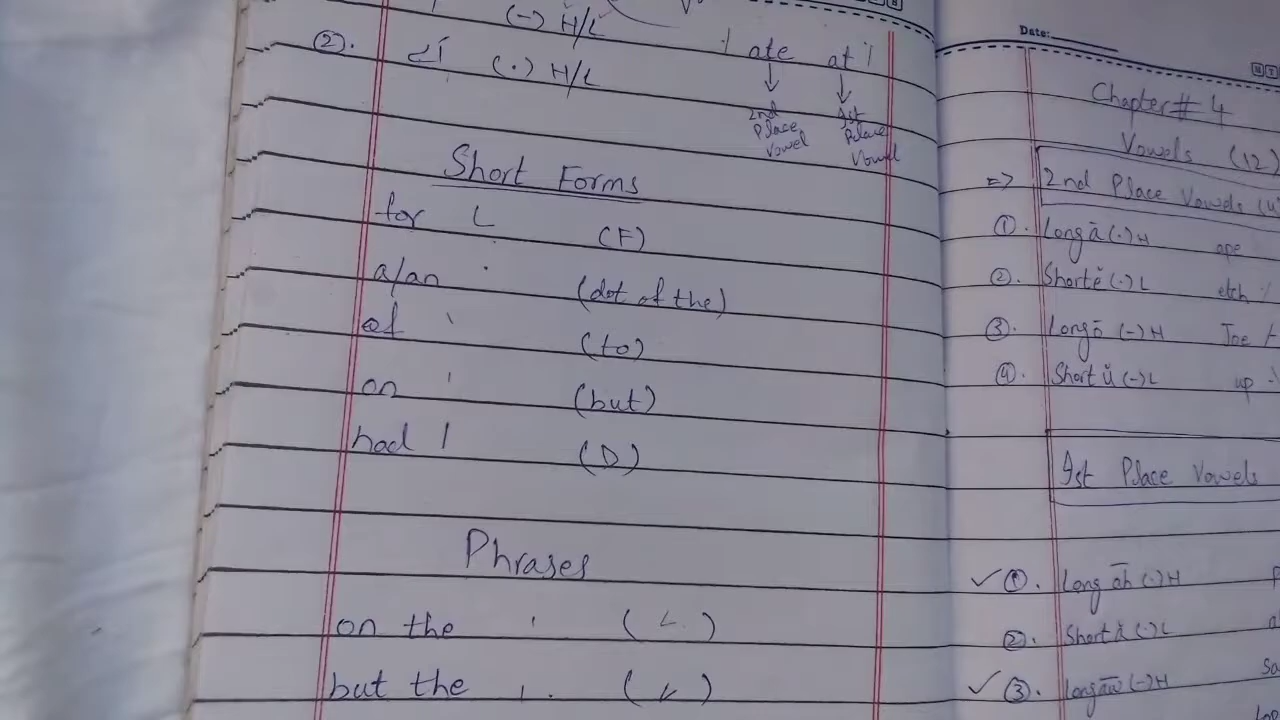 (-) H/L
②. (.) H/L
ate at
2nd Place Vowel
1st Place Vowel
Short Forms
for (F)
a/an (dot of the)
of (to)
on (but)
had (D)
Phrases
on the
but the
Date:
Chapter # 4
Vowels (12)
=> 2nd Place Vowels (4)
①. Long ā (.) H ape
②. Short ĕ (.) L etch
③. Long ō (-) H Joe
④. Short ŭ (-) L up
1st Place Vowels
✓ ①. Long ah (.) H
②. Short ă (.) L
✓ ③. Long aw (-) H